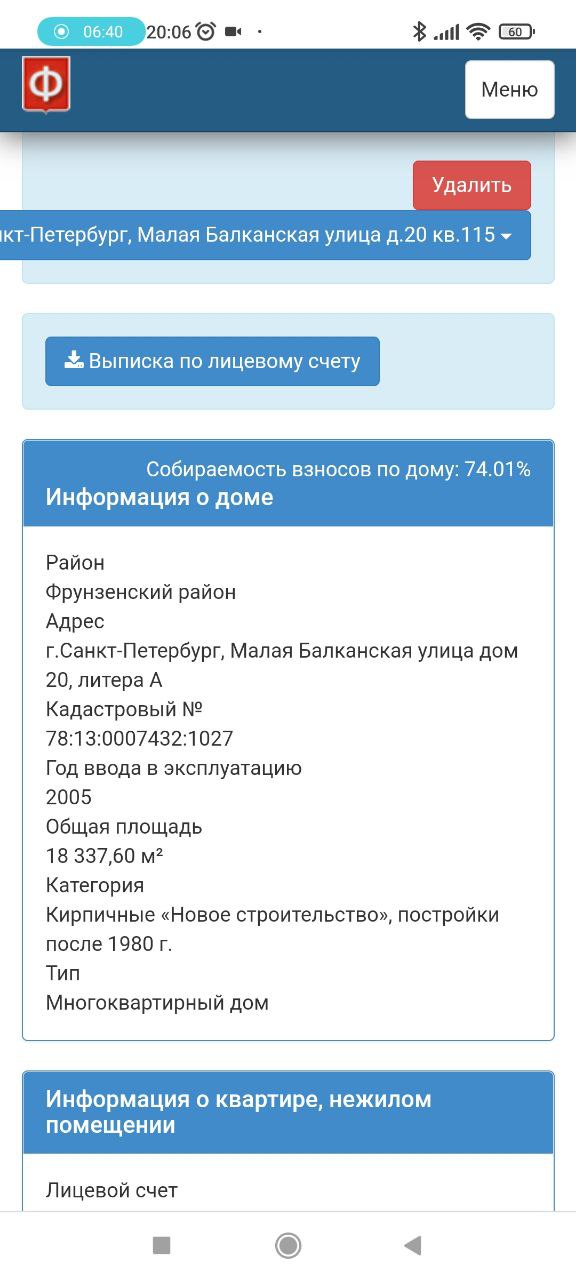 06:40 20:06 60
Ф
Меню
Удалить
кт-Петербург, Малая Балканская улица д.20 кв.115
Выписка по лицевому счету
Собираемость взносов по дому: 74.01%
Информация о доме
Район
Фрунзенский район
Адрес
г.Санкт-Петербург, Малая Балканская улица дом
20, литера А
Кадастровый №
78:13:0007432:1027
Год ввода в эксплуатацию
2005
Общая площадь
18 337,60 м²
Категория
Кирпичные «Новое строительство», постройки
после 1980 г.
Тип
Многоквартирный дом
Информация о квартире, нежилом
помещении
Лицевой счет